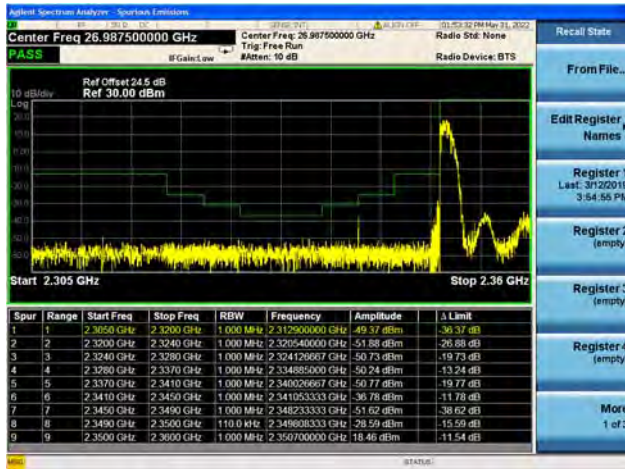 Agilent Spectrum Analyzer - Spurious Emissions
Center Freq 26.987500000 GHz
Center Freq: 26.987500000 GHz
Trig: Free Run
#Atten: 10 dB
IFGain:Low
ALIGN OFF
01:53:32 PM May 31, 2022
Radio Std: None
Radio Device: BTS
PASS
Ref Offset 24.5 dB
Ref 30.00 dBm
10 dB/div
Log
Start 2.305 GHz
Stop 2.36 GHz
Spur Range Start Freq Stop Freq RBW Frequency Amplitude Δ Limit
1 1 2.3050 GHz 2.3200 GHz 1.000 MHz 2.312900000 GHz -49.37 dBm -36.37 dB
2 2 2.3200 GHz 2.3240 GHz 1.000 MHz 2.320540000 GHz -51.88 dBm -26.88 dB
3 3 2.3240 GHz 2.3280 GHz 1.000 MHz 2.324126667 GHz -50.73 dBm -19.73 dB
4 4 2.3280 GHz 2.3370 GHz 1.000 MHz 2.334885000 GHz -50.24 dBm -13.24 dB
5 5 2.3370 GHz 2.3410 GHz 1.000 MHz 2.340026667 GHz -50.77 dBm -19.77 dB
6 6 2.3410 GHz 2.3450 GHz 1.000 MHz 2.341053333 GHz -36.78 dBm -11.78 dB
7 7 2.3450 GHz 2.3490 GHz 1.000 MHz 2.348233333 GHz -51.62 dBm -38.62 dB
8 8 2.3490 GHz 2.3500 GHz 110.0 kHz 2.349808333 GHz -28.59 dBm -15.59 dB
9 9 2.3500 GHz 2.3600 GHz 1.000 MHz 2.350700000 GHz 18.46 dBm -11.54 dB
MSG
STATUS
Recall State
From File..
Edit Register
Names
Register
Last: 3/12/2019
3:54:55 PM
Register 2
(empty
Register 3
(empty
Register 4
(empty
More
1 of